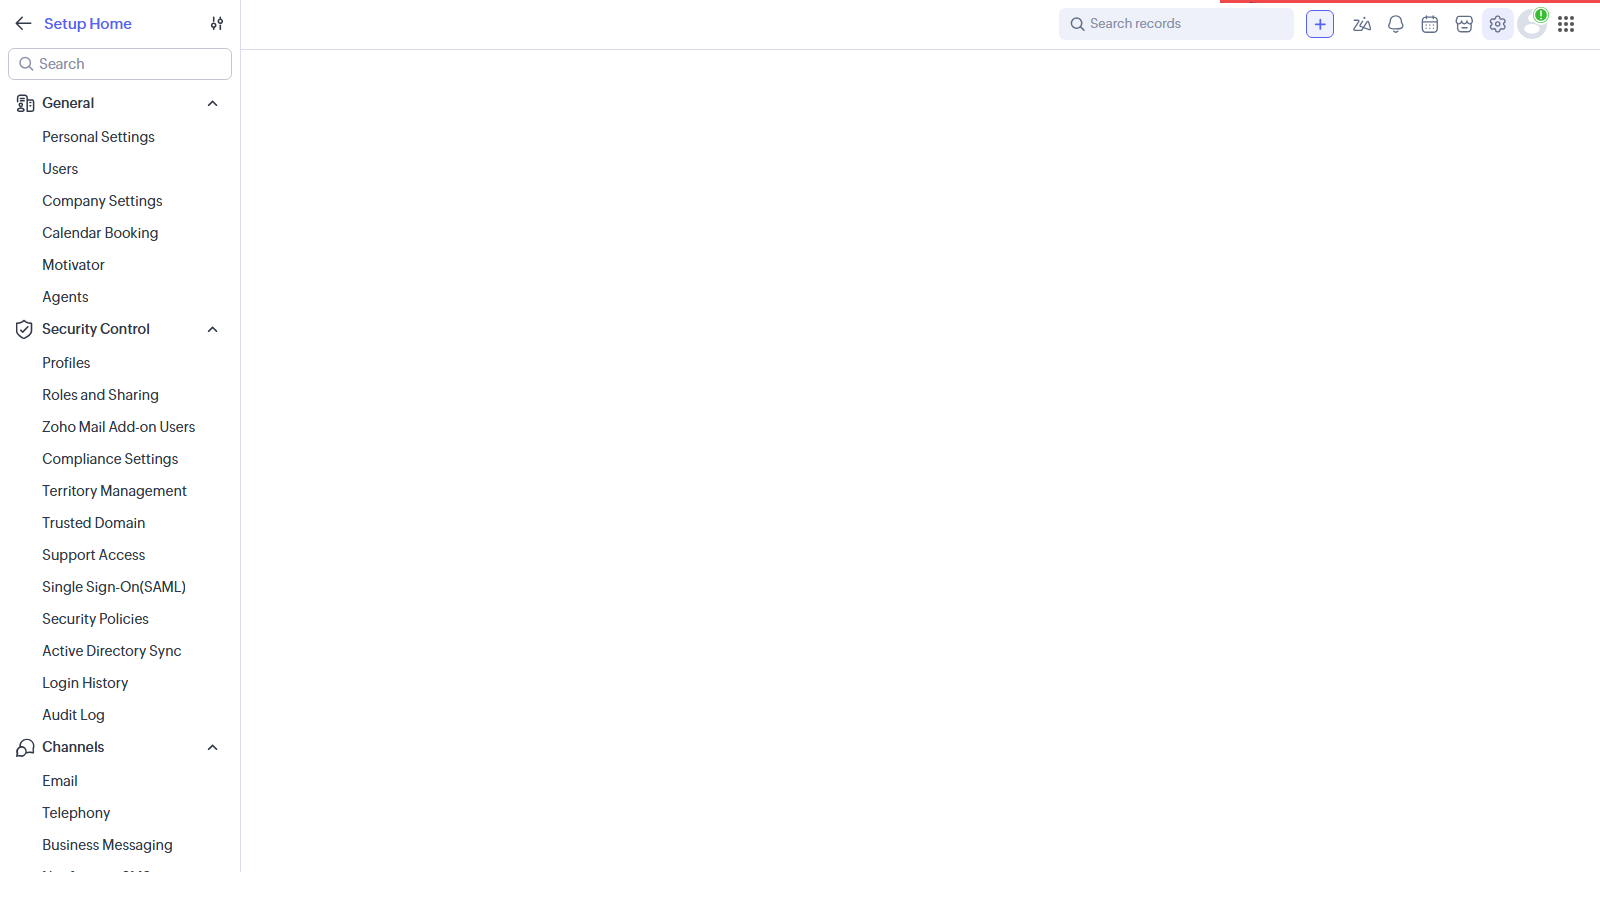 Setup Home
Search records
Search
General
Personal Settings
Users
Company Settings
Calendar Booking
Motivator
Agents
Security Control
Profiles
Roles and Sharing
Zoho Mail Add-on Users
Compliance Settings
Territory Management
Trusted Domain
Support Access
Single Sign-On(SAML)
Security Policies
Active Directory Sync
Login History
Audit Log
Channels
Email
Telephony
Business Messaging